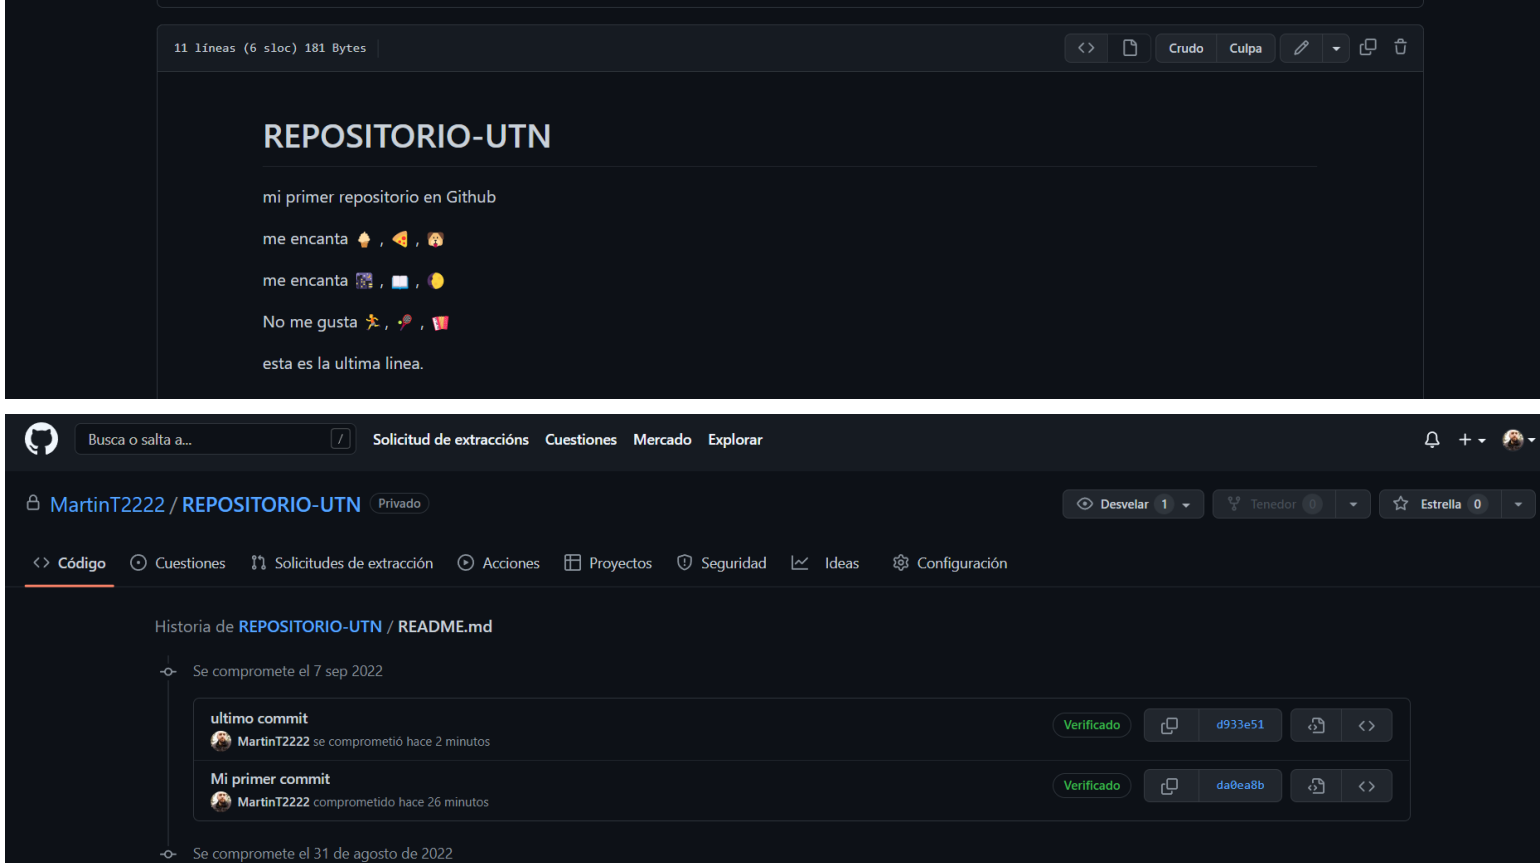 11 líneas (6 sloc) 181 Bytes
Crudo Culpa
REPOSITORIO-UTN
mi primer repositorio en Github
me encanta 🍦 , 🍕 , 🐶
me encanta 🎆 , 📖 , 🌔
No me gusta 🏃 , 🥍 , 🍿
esta es la ultima linea.
Busca o salta a... /
Solicitud de extraccións Cuestiones Mercado Explorar
MartinT2222 / REPOSITORIO-UTN Privado
Desvelar 1 Tenedor 0 Estrella 0
Código Cuestiones Solicitudes de extracción Acciones Proyectos Seguridad Ideas Configuración
Historia de REPOSITORIO-UTN / README.md
Se compromete el 7 sep 2022
ultimo commit
Verificado d933e51
MartinT2222 se comprometió hace 2 minutos
Mi primer commit
Verificado da0ea8b
MartinT2222 comprometido hace 26 minutos
Se compromete el 31 de agosto de 2022